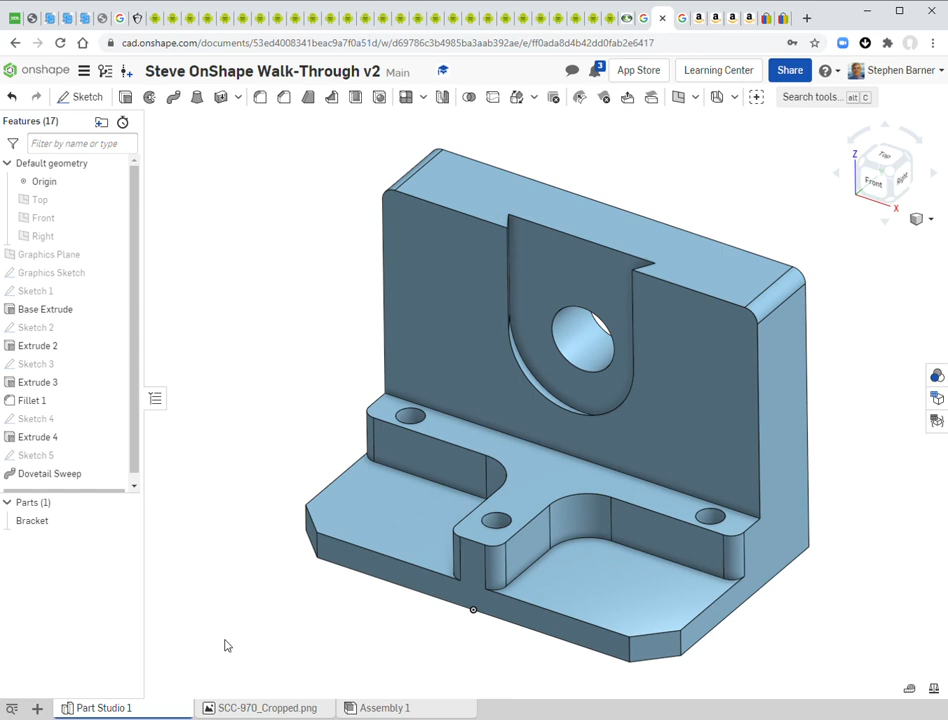 cad.onshape.com/documents/53ed4008341beac9a7f0a51d/w/d69786c3b4985ba3aab392ae/e/ff0ada8d4b42dd0fab2e6417
onshape
Steve OnShape Walk-Through v2 Main
3
App Store
Learning Center
Share
Stephen Barner
Sketch
Search tools...
alt C
Features (17)
Filter by name or type
Default geometry
Origin
Top
Front
Right
Graphics Plane
Graphics Sketch
Sketch 1
Base Extrude
Sketch 2
Extrude 2
Sketch 3
Extrude 3
Fillet 1
Sketch 4
Extrude 4
Sketch 5
Dovetail Sweep
Parts (1)
Bracket
Z
Top
Front
Right
X
Part Studio 1
SCC-970_Cropped.png
Assembly 1